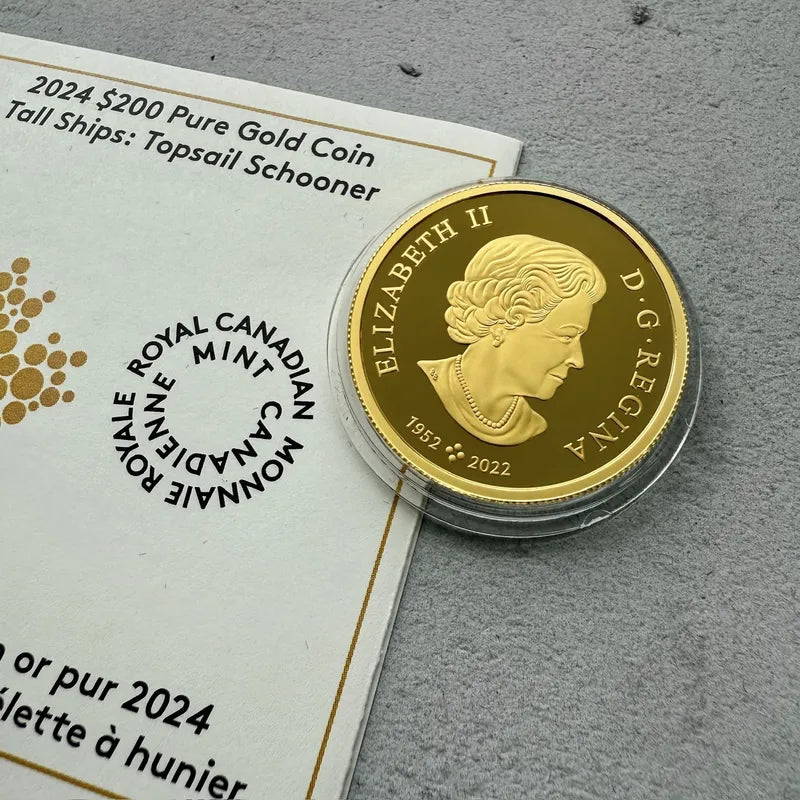 2024 $200 Pure Gold Coin
Tall Ships: Topsail Schooner
ROYAL CANADIAN MINT
MONNAIE ROYALE CANADIENNE
or pur 2024
à hunier
ELIZABETH II
D·G·REGINA
1952 2022